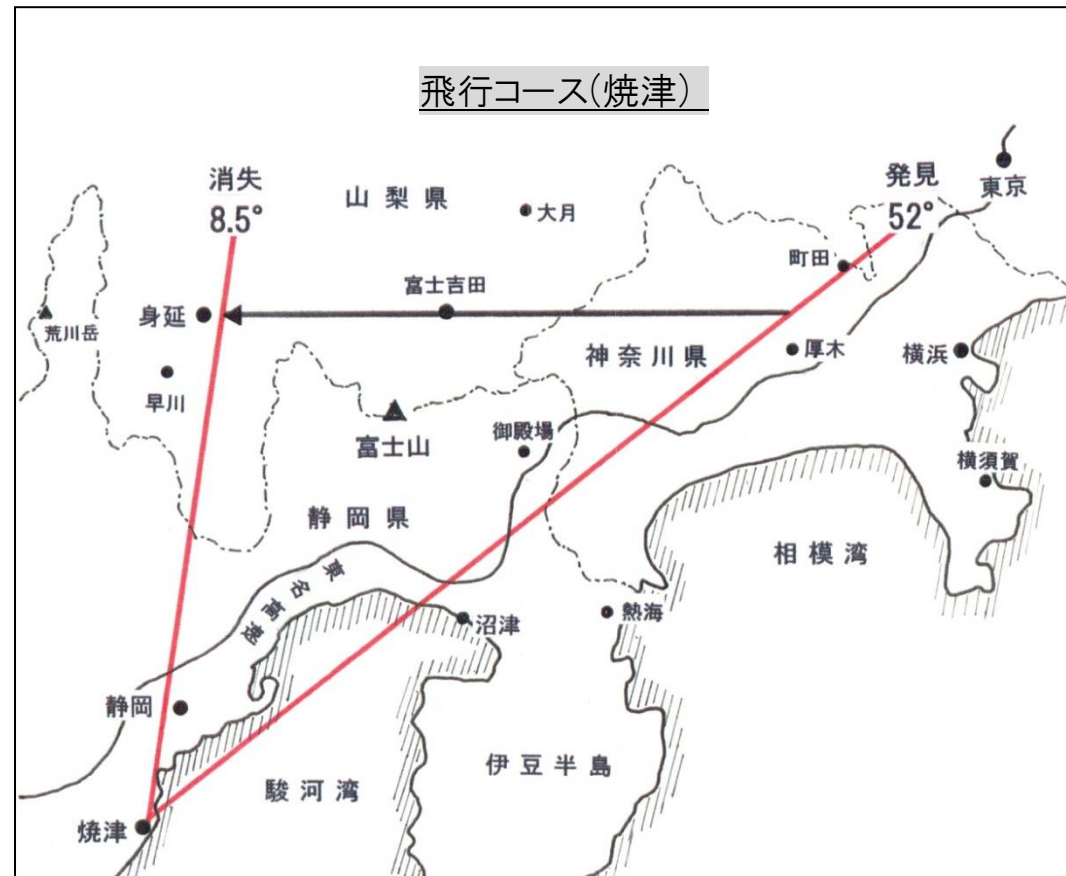 飛行コース(焼津)
消失
8.5°
山梨県
大月
発見
52°
東京
町田
富士吉田
身延
荒川岳
早川
神奈川県
厚木
横浜
富士山
御殿場
横須賀
静岡県
相模湾
東名高速
沼津
熱海
静岡
伊豆半島
駿河湾
焼津